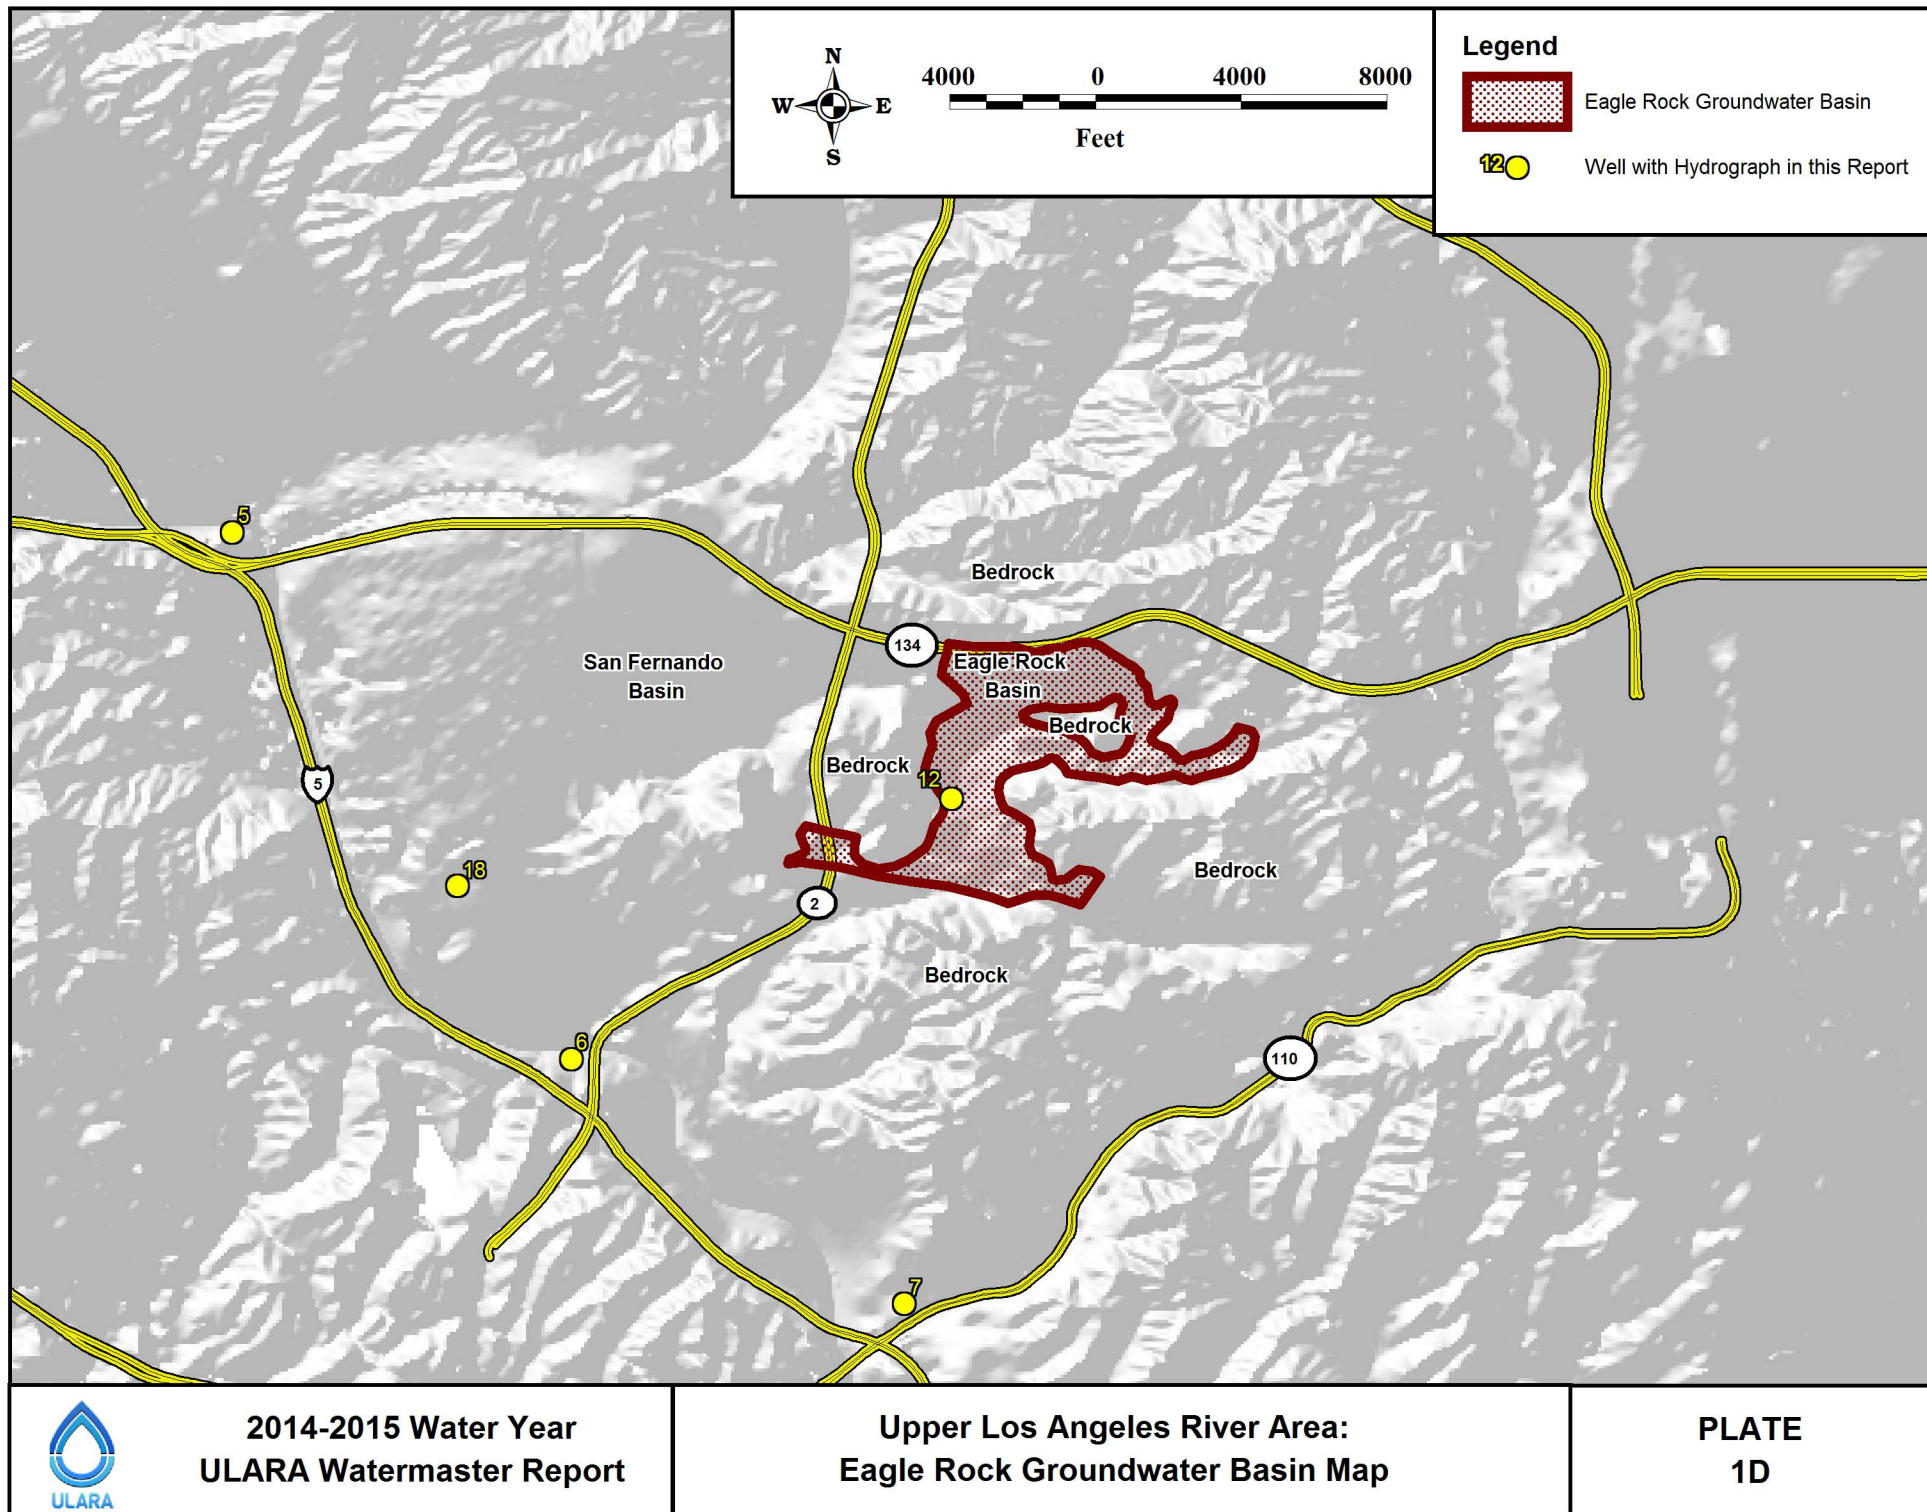 N
W E
S
4000 0 4000 8000
Feet
Legend
Eagle Rock Groundwater Basin
12 Well with Hydrograph in this Report
5
Bedrock
134
San Fernando
Basin
Eagle Rock
Basin
Bedrock
Bedrock
12
5
18
Bedrock
2
Bedrock
6
110
7
ULARA
2014-2015 Water Year
ULARA Watermaster Report
Upper Los Angeles River Area:
Eagle Rock Groundwater Basin Map
PLATE
1D